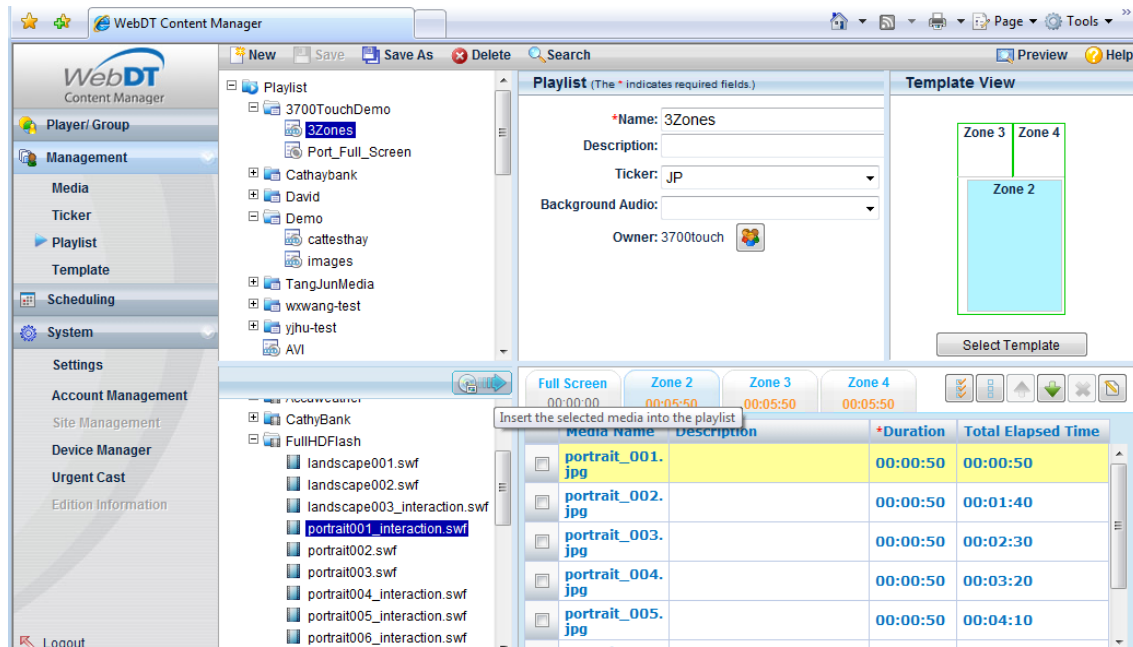 WebDT Content Manager
Page
Tools
»
WebDT
Content Manager
Player/ Group
Management
Media
Ticker
Playlist
Template
Scheduling
System
Settings
Account Management
Site Management
Device Manager
Urgent Cast
Edition Information
Logout
New Save Save As Delete Search Preview Help
Playlist
3700TouchDemo
3Zones
Port_Full_Screen
Cathaybank
David
Demo
cattesthay
images
TangJunMedia
wxwang-test
yjhu-test
AVI
Playlist (The * indicates required fields.)
*Name: 3Zones
Description:
Ticker: JP
Background Audio:
Owner: 3700touch
Template View
Zone 3 Zone 4
Zone 2
Select Template
Accuweather
CathyBank
FullHDFlash
landscape001.swf
landscape002.swf
landscape003_interaction.swf
portrait001_interaction.swf
portrait002.swf
portrait003.swf
portrait004_interaction.swf
portrait005_interaction.swf
portrait006_interaction.swf
Full Screen Zone 2 Zone 3 Zone 4
00:00:00 00:05:50 00:05:50 00:05:50
Insert the selected media into the playlist
Media Name Description *Duration Total Elapsed Time
portrait_001.
jpg
00:00:50 00:00:50
portrait_002.
jpg
00:00:50 00:01:40
portrait_003.
jpg
00:00:50 00:02:30
portrait_004.
jpg
00:00:50 00:03:20
portrait_005.
jpg
00:00:50 00:04:10